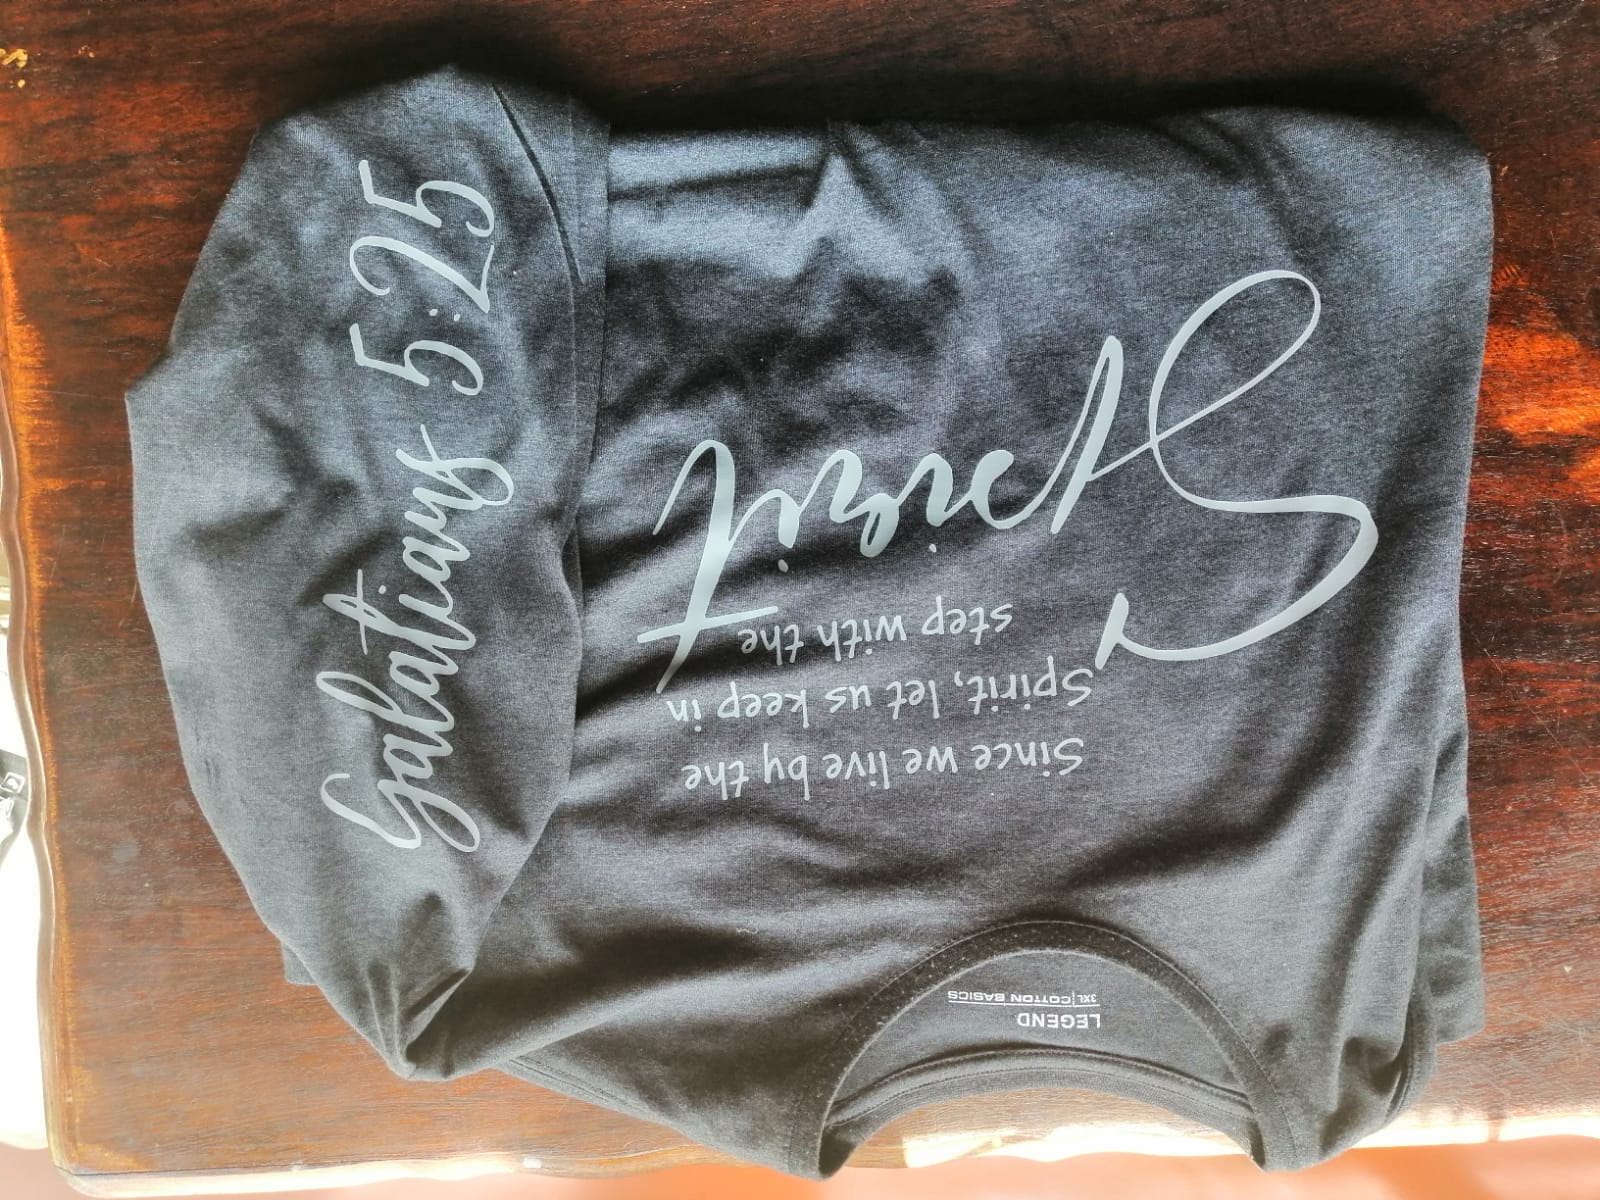 LEGEND
3XL | COTTON BASICS
Since we live by the
Spirit, let us keep in
step with the
Spirit
Galatians 5:25